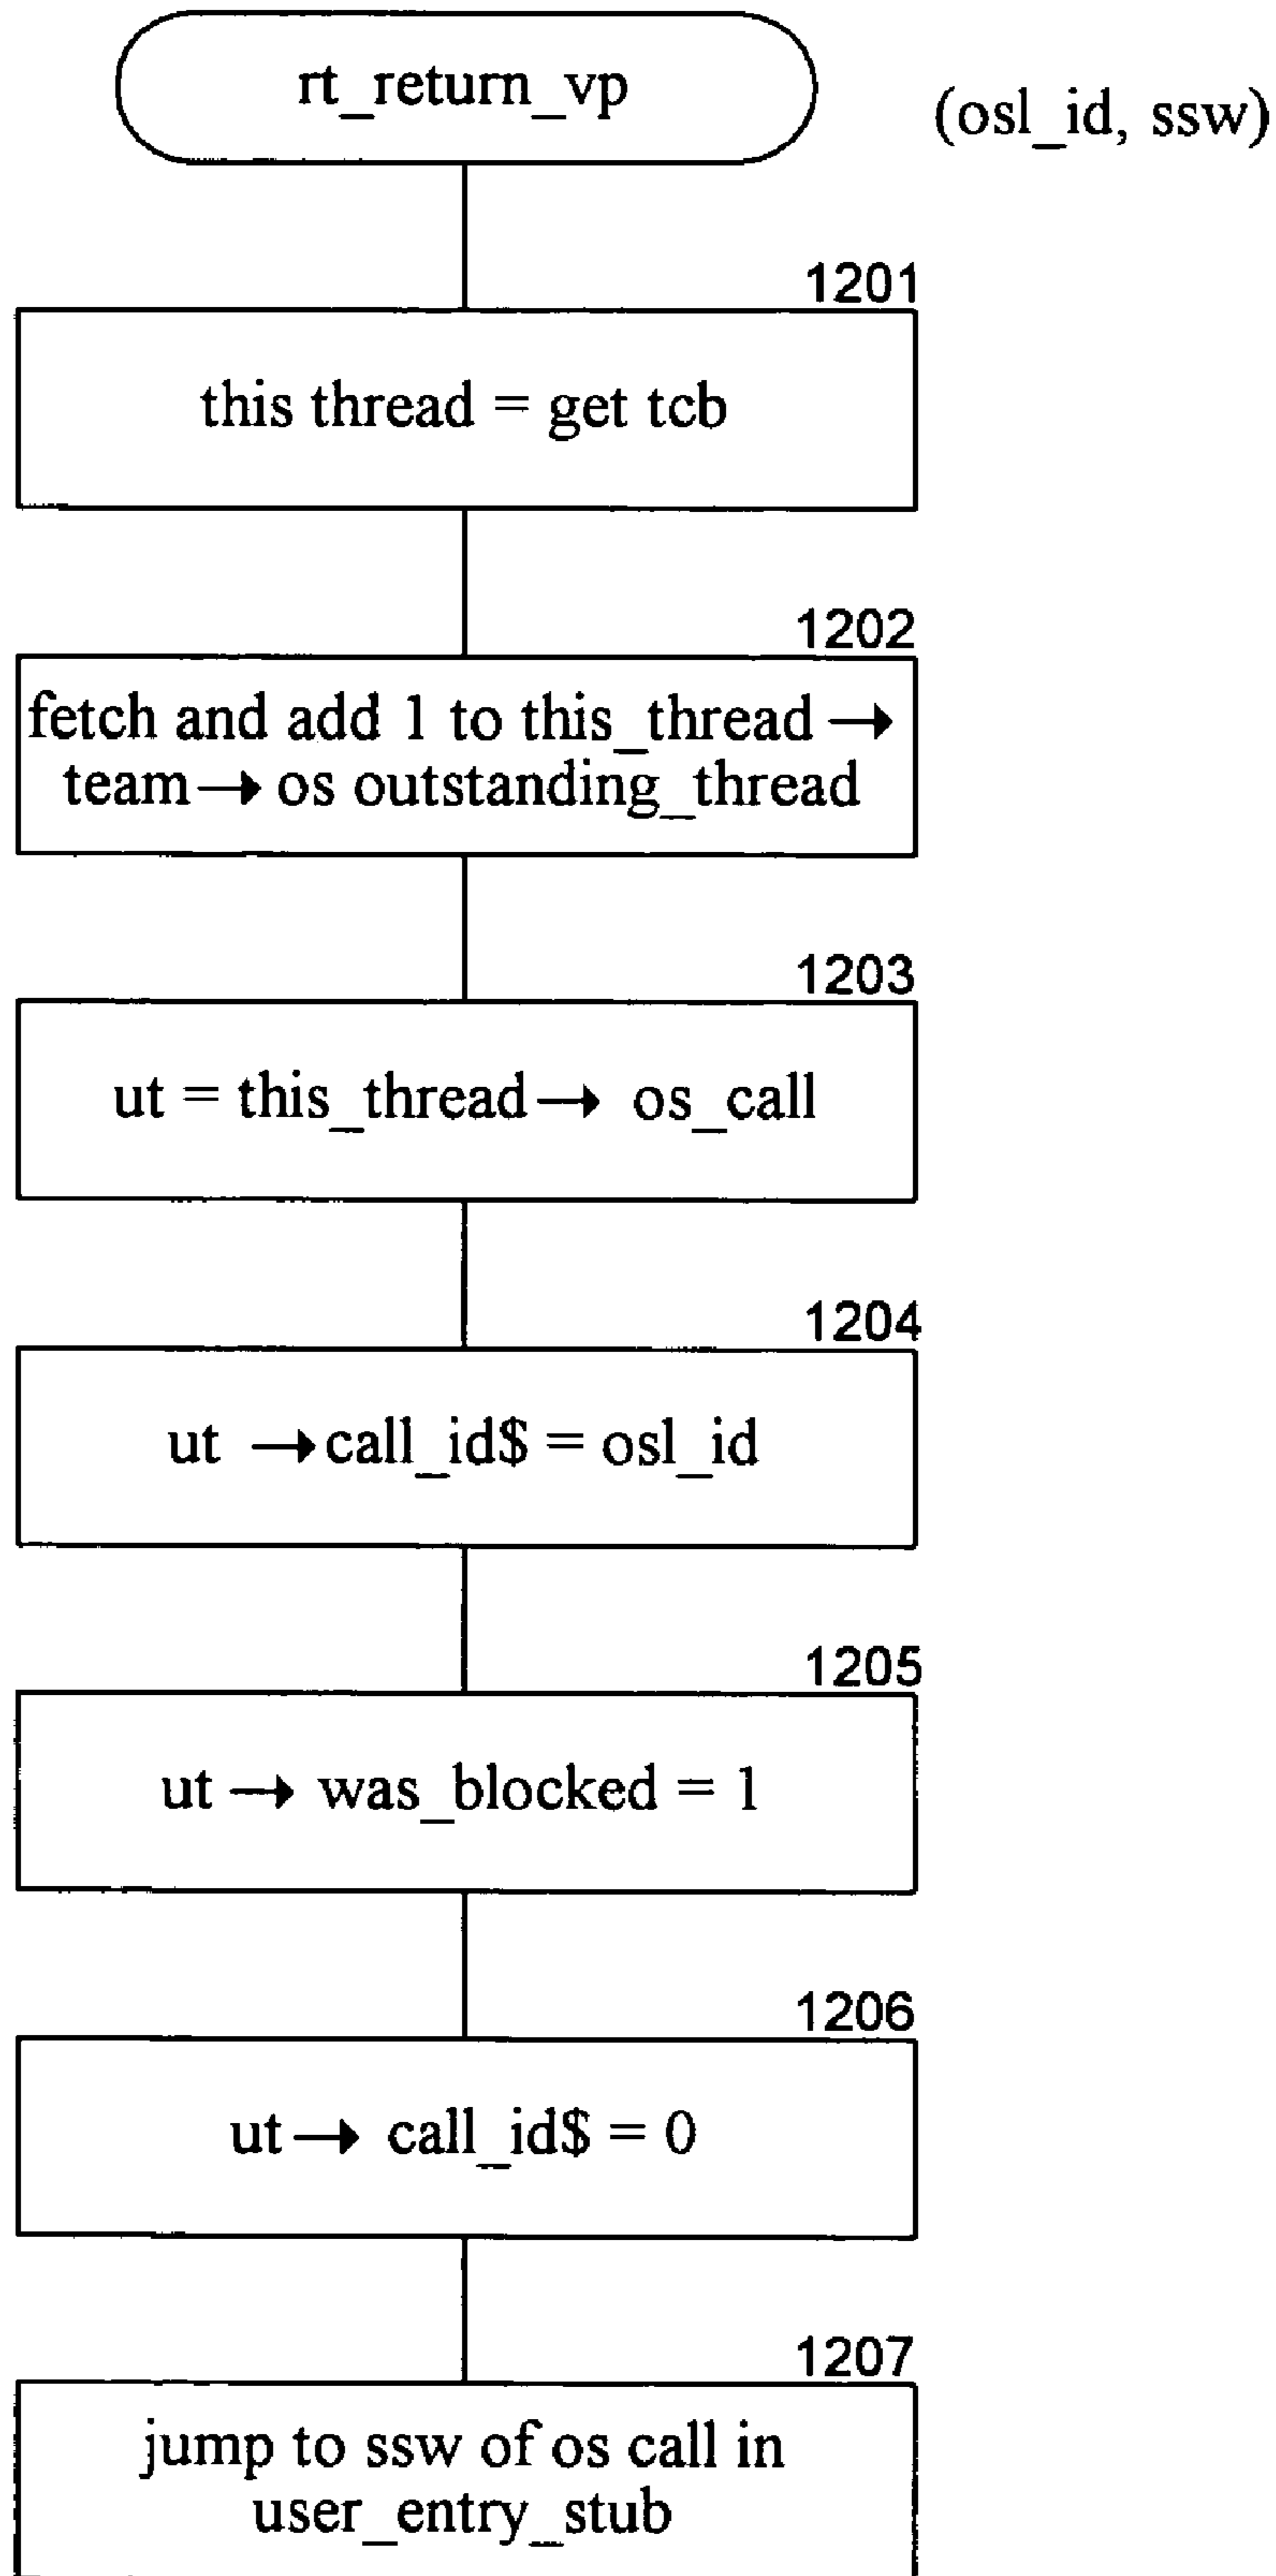 rt_return_vp
(osl_id, ssw)
1201
this thread = get tcb
1202
fetch and add 1 to this_thread →
team → os outstanding_thread
1203
ut = this_thread → os_call
1204
ut → call_id$ = osl_id
1205
ut → was_blocked = 1
1206
ut → call_id$ = 0
1207
jump to ssw of os call in
user_entry_stub